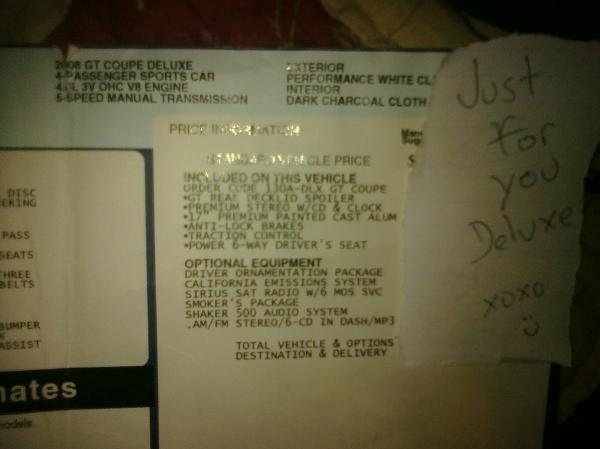 2008 GT COUPE DELUXE
4-PASSENGER SPORTS CAR
4.6L 3V OHC V8 ENGINE
5-SPEED MANUAL TRANSMISSION
EXTERIOR
PERFORMANCE WHITE CL
INTERIOR
DARK CHARCOAL CLOTH
PRICE INFORMATION
STANDARD VEHICLE PRICE
$
INCLUDED ON THIS VEHICLE
ORDER CODE 130A-DLX GT COUPE
•GT REAR DECKLID SPOILER
•PREMIUM STEREO W/CD & CLOCK
•17" PREMIUM PAINTED CAST ALUM
•ANTI-LOCK BRAKES
•TRACTION CONTROL
•POWER 6-WAY DRIVER'S SEAT
OPTIONAL EQUIPMENT
DRIVER ORNAMENTATION PACKAGE
CALIFORNIA EMISSIONS SYSTEM
SIRIUS SAT RADIO W/6 MOS SVC
SMOKER'S PACKAGE
SHAKER 500 AUDIO SYSTEM
.AM/FM STEREO/6-CD IN DASH/MP3
TOTAL VEHICLE & OPTIONS
DESTINATION & DELIVERY
DISC
ERING
PASS
SEATS
THREE
BELTS
BUMPER
ASSIST
nates
models.
Just
For
you
Deluxe
xoxo